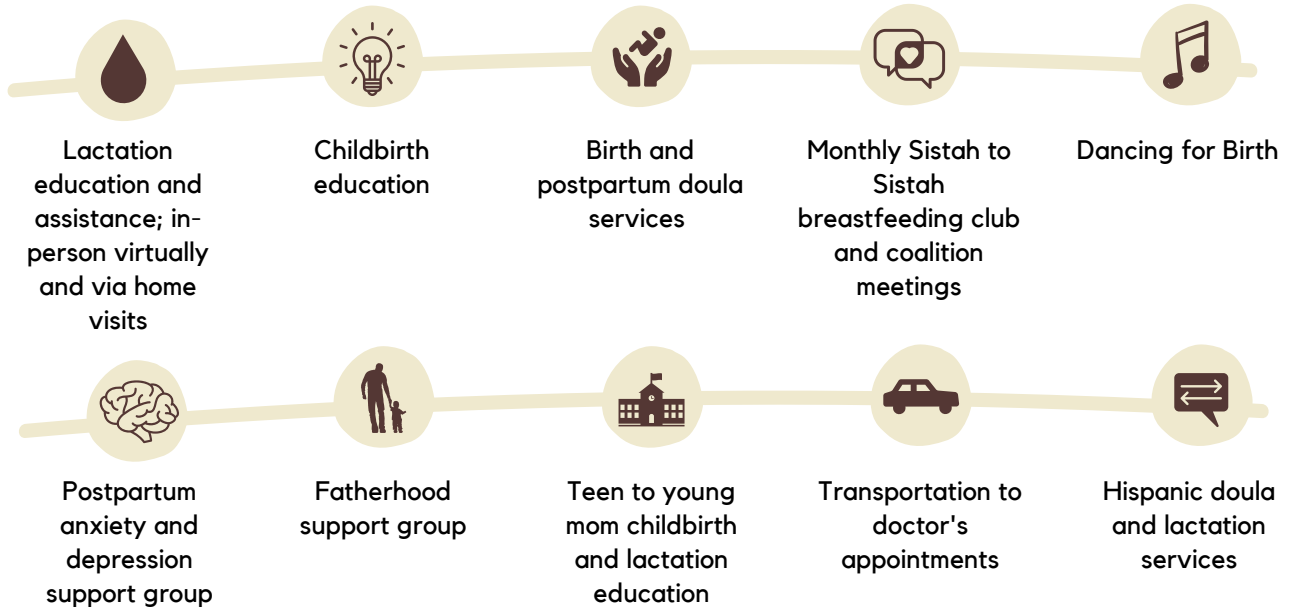 Lactation
education and
assistance; in-
person virtually
and via home
visits
Childbirth
education
Birth and
postpartum doula
services
Monthly Sistah to
Sistah
breastfeeding club
and coalition
meetings
Dancing for Birth
Postpartum
anxiety and
depression
support group
Fatherhood
support group
Teen to young
mom childbirth
and lactation
education
Transportation to
doctor's
appointments
Hispanic doula
and lactation
services